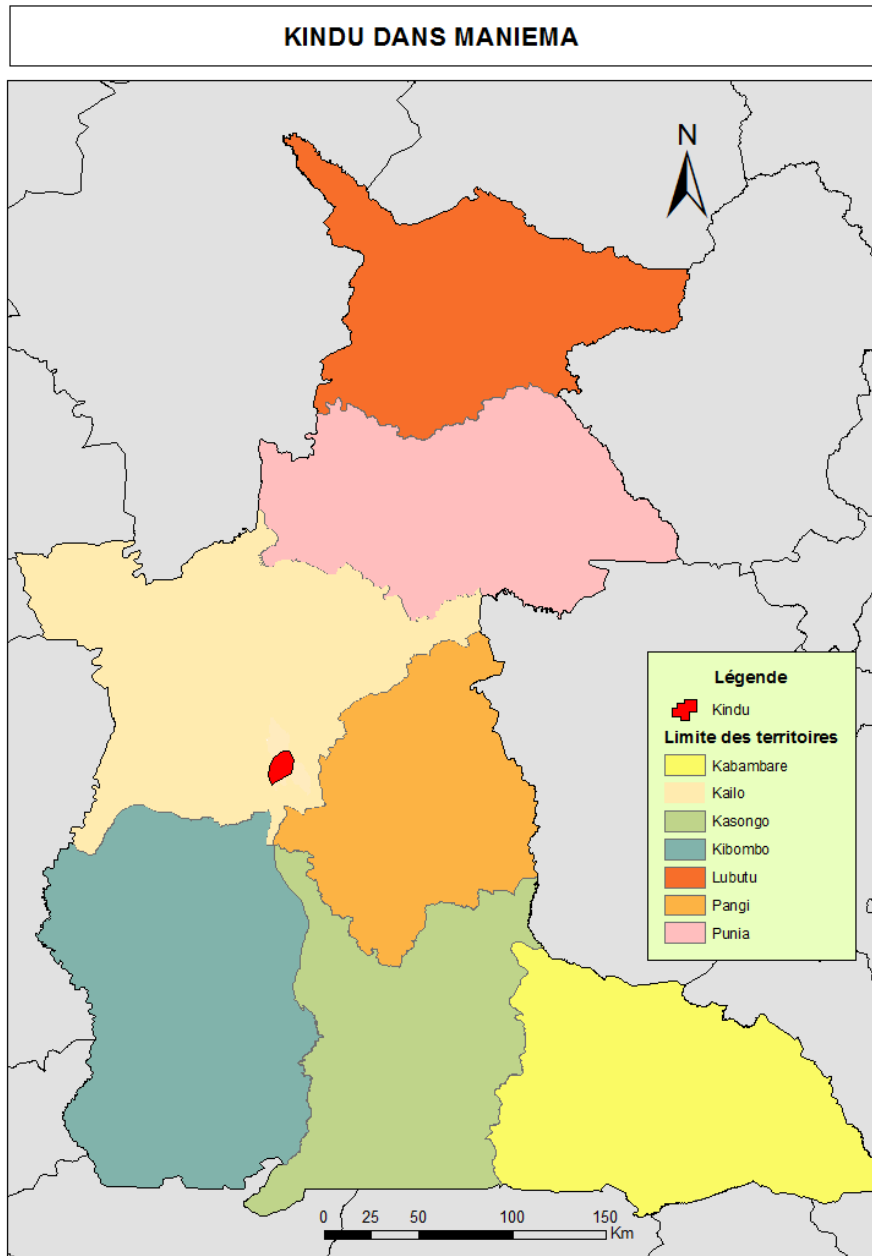 KINDU DANS MANIEMA
N
Légende
Kindu
Limite des territoires
Kabambare
Kailo
Kasongo
Kibombo
Lubutu
Pangi
Punia
0 25 50 100 150
Km